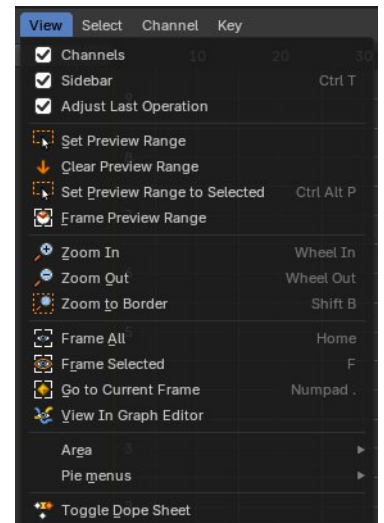 View Select Channel Key
Channels
Sidebar Ctrl T
Adjust Last Operation
Set Preview Range
Clear Preview Range
Set Preview Range to Selected Ctrl Alt P
Frame Preview Range
Zoom In Wheel In
Zoom Out Wheel Out
Zoom to Border Shift B
Frame All Home
Frame Selected F
Go to Current Frame Numpad .
View In Graph Editor
Area
Pie menus
Toggle Dope Sheet